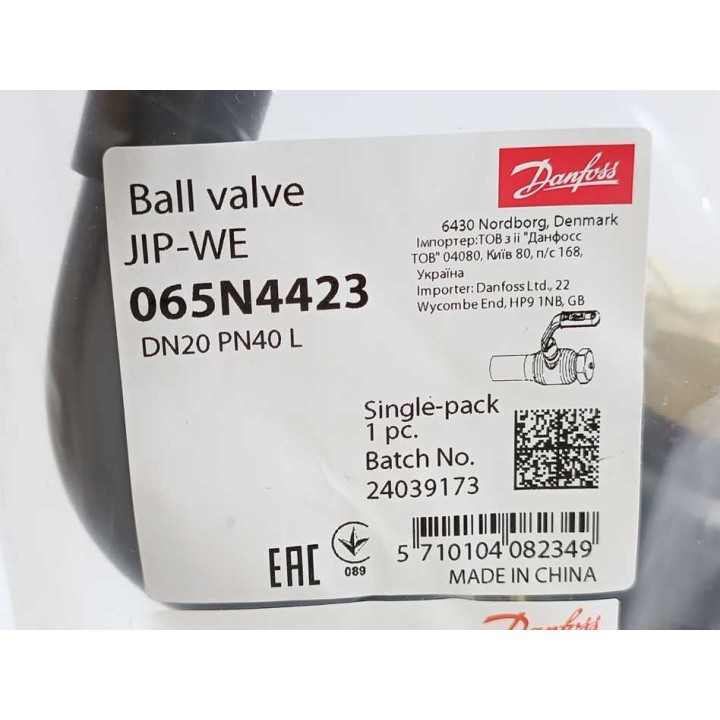 Ball valve
JIP-WE
065N4423
DN20 PN40 L
Danfoss
6430 Nordborg, Denmark
Імпортер:ТОВ з іі "Данфосс
ТОВ" 04080, Київ 80, п/с 168,
Україна
Importer: Danfoss Ltd., 22
Wycombe End, HP9 1NB, GB
Single-pack
1 pc.
Batch No.
24039173
EAC
089
5 710104 082349
MADE IN CHINA
Danfoss